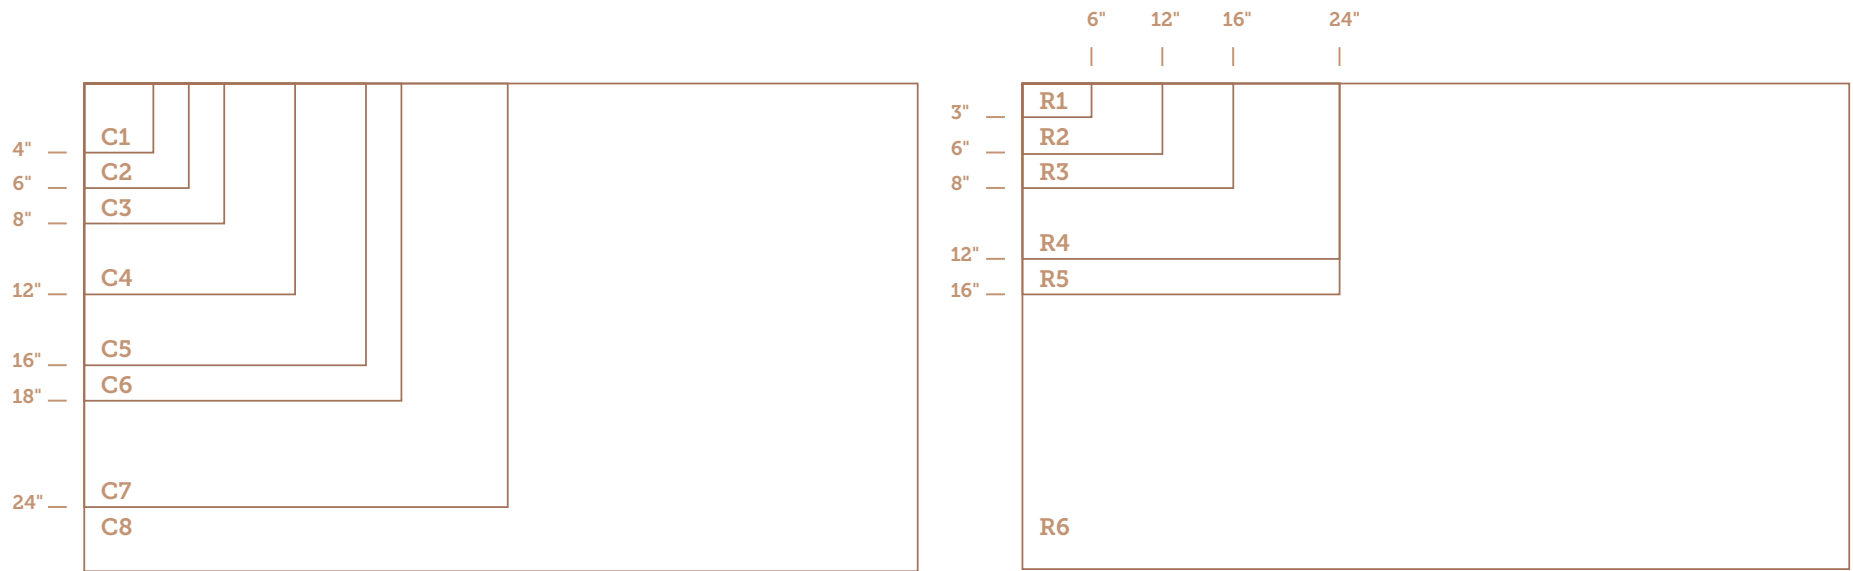 C1
4"
C2
6"
C3
8"
C4
12"
C5
16"
C6
18"
C7
24"
C8
6" 12" 16" 24"
R1
3"
R2
6"
R3
8"
R4
12"
R5
16"
R6